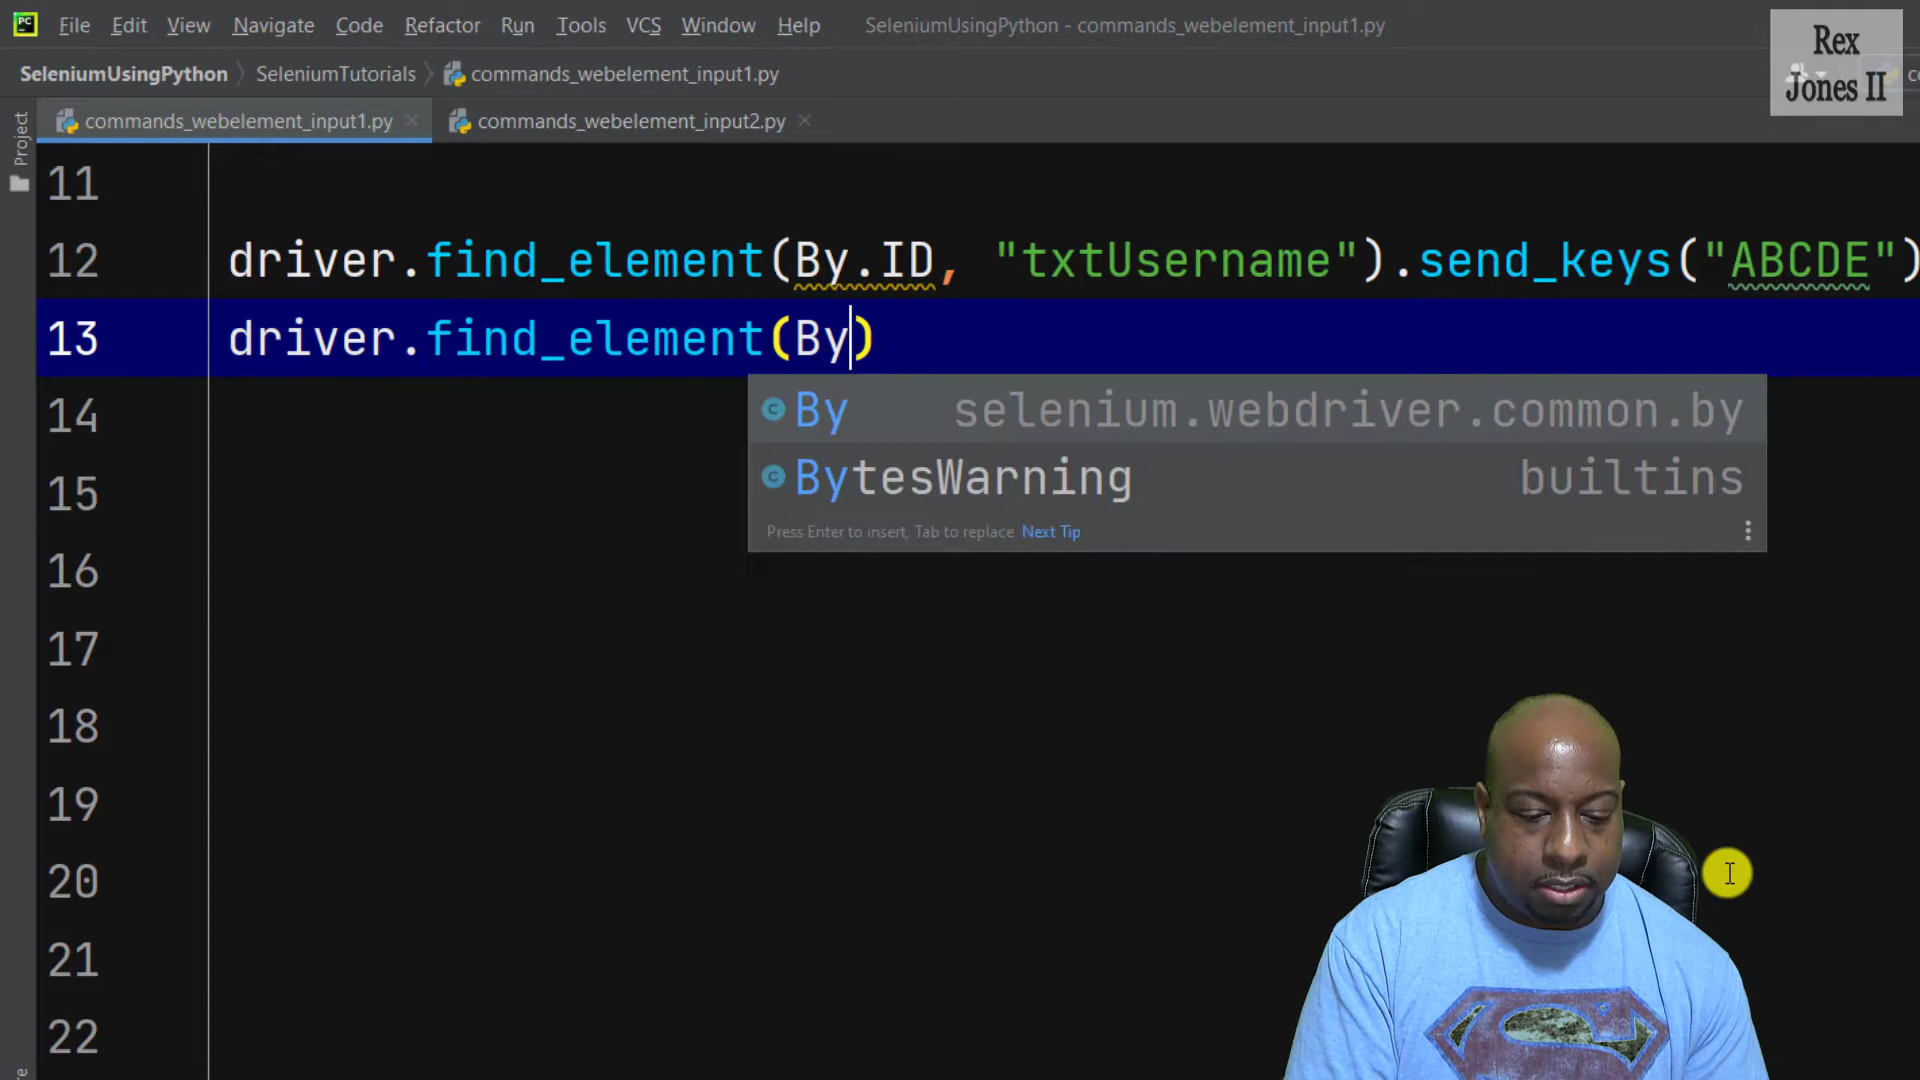 PC File Edit View Navigate Code Refactor Run Tools VCS Window Help SeleniumUsingPython - commands_webelement_input1.py
Rex
Jones II
SeleniumUsingPython SeleniumTutorials commands_webelement_input1.py
commands_webelement_input1.py commands_webelement_input2.py
Project
11
12 driver.find_element(By.ID, "txtUsername").send_keys("ABCDE")
13 driver.find_element(By)
By selenium.webdriver.common.by
BytesWarning builtins
Press Enter to insert, Tab to replace Next Tip
14
15
16
17
18
19
20
21
22